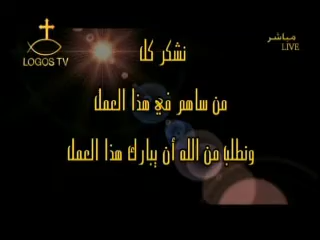 LOGOS TV
مباشر
LIVE
نشكر كل
من ساهم في هذا العمل
ونطلب من الله أن يبارك هذا العمل